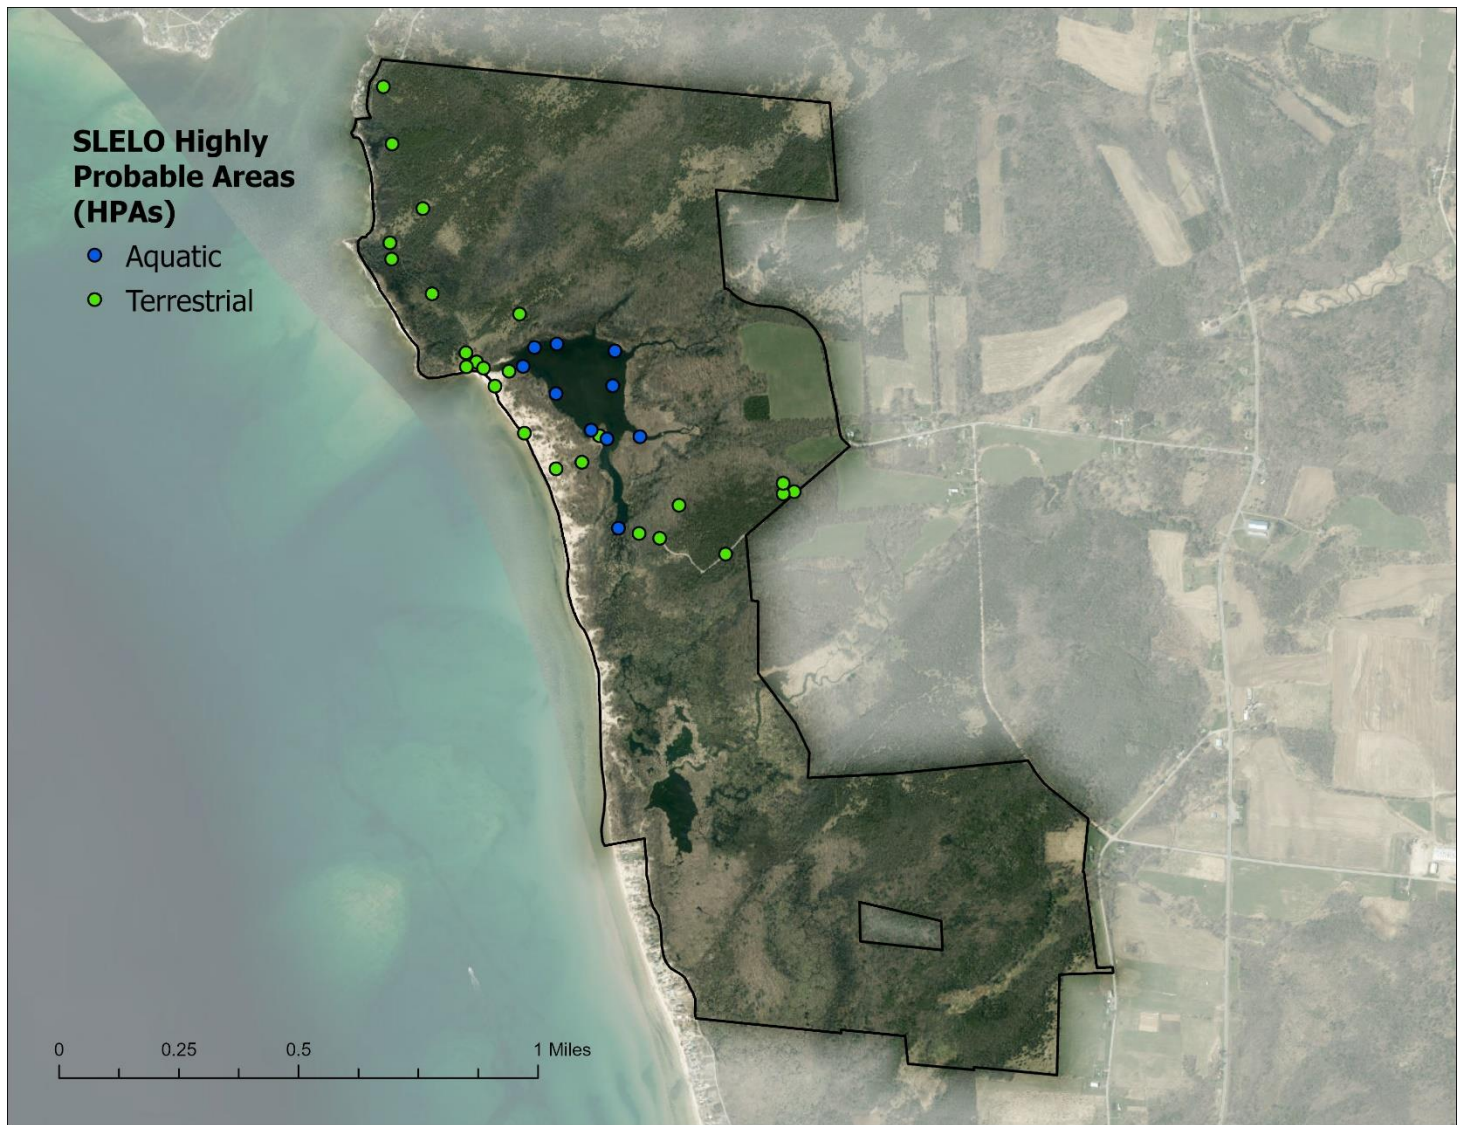 SLELO Highly
Probable Areas
(HPAs)
Aquatic
Terrestrial
0 0.25 0.5 1 Miles